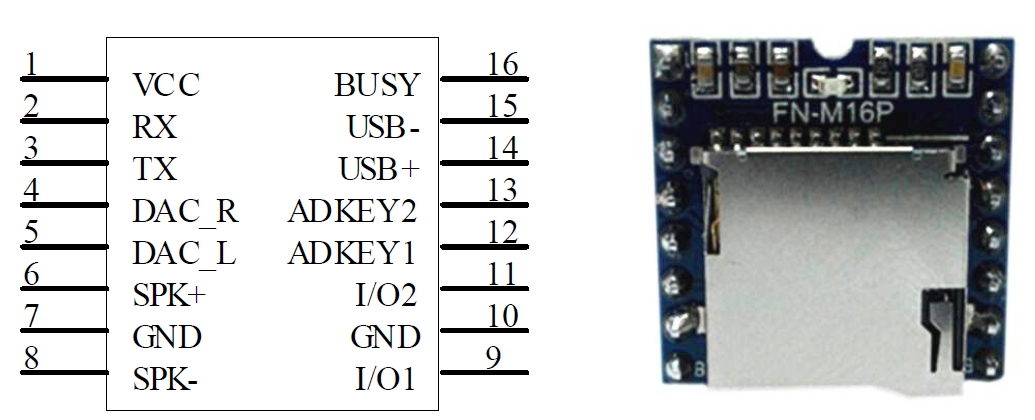 1 VCC BUSY 16
2 RX USB- 15
3 TX USB+ 14
4 DAC_R ADKEY2 13
5 DAC_L ADKEY1 12
6 SPK+ I/O2 11
7 GND GND 10
8 SPK- I/O1 9
FN-M16P
B